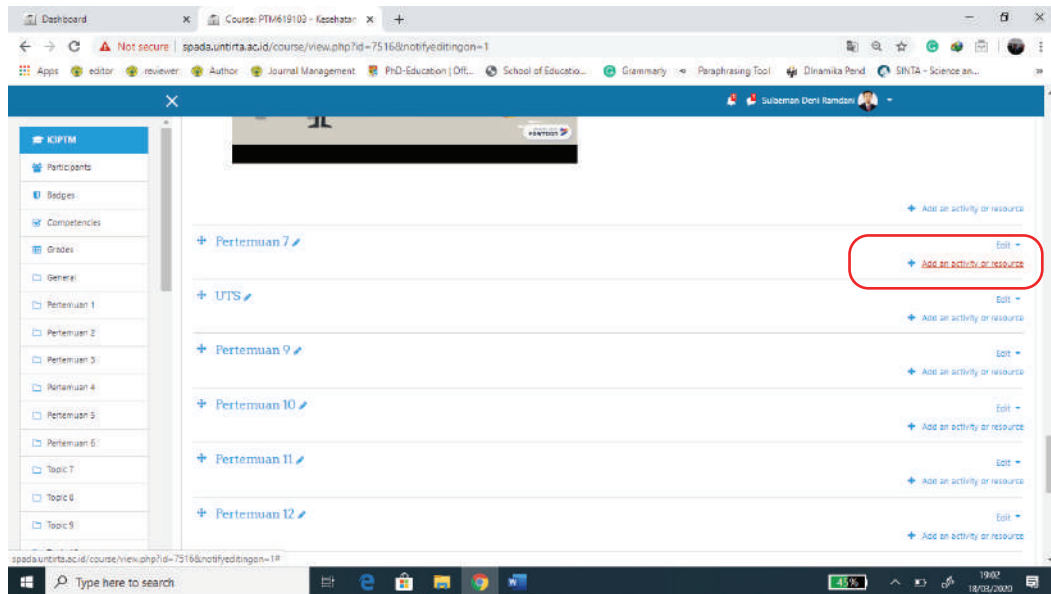 Dashboard
Course: PTM619103 - Kesehatan
Not secure spada.untirta.ac.id/course/view.php?id=7516&notifyeditingon=1
Apps editor reviewer Author Journal Management PhD-Education | Off... School of Educatio... Grammarly Paraphrasing Tool Dinamika Pend SINTA - Science an...
Sulaeman Deni Ramdani
K3PTM
Participants
Badges
Competencies
Grades
General
Pertemuan 1
Pertemuan 2
Pertemuan 3
Pertemuan 4
Pertemuan 5
Pertemuan 6
Topic 7
Topic 8
Topic 9
POWTOON
Add an activity or resource
Pertemuan 7
Edit
Add an activity or resource
UTS
Edit
Add an activity or resource
Pertemuan 9
Edit
Add an activity or resource
Pertemuan 10
Edit
Add an activity or resource
Pertemuan 11
Edit
Add an activity or resource
Pertemuan 12
Edit
Add an activity or resource
spada.untirta.ac.id/course/view.php?id=7516&notifyeditingon=1#
Type here to search
45%
19:02
18/03/2020